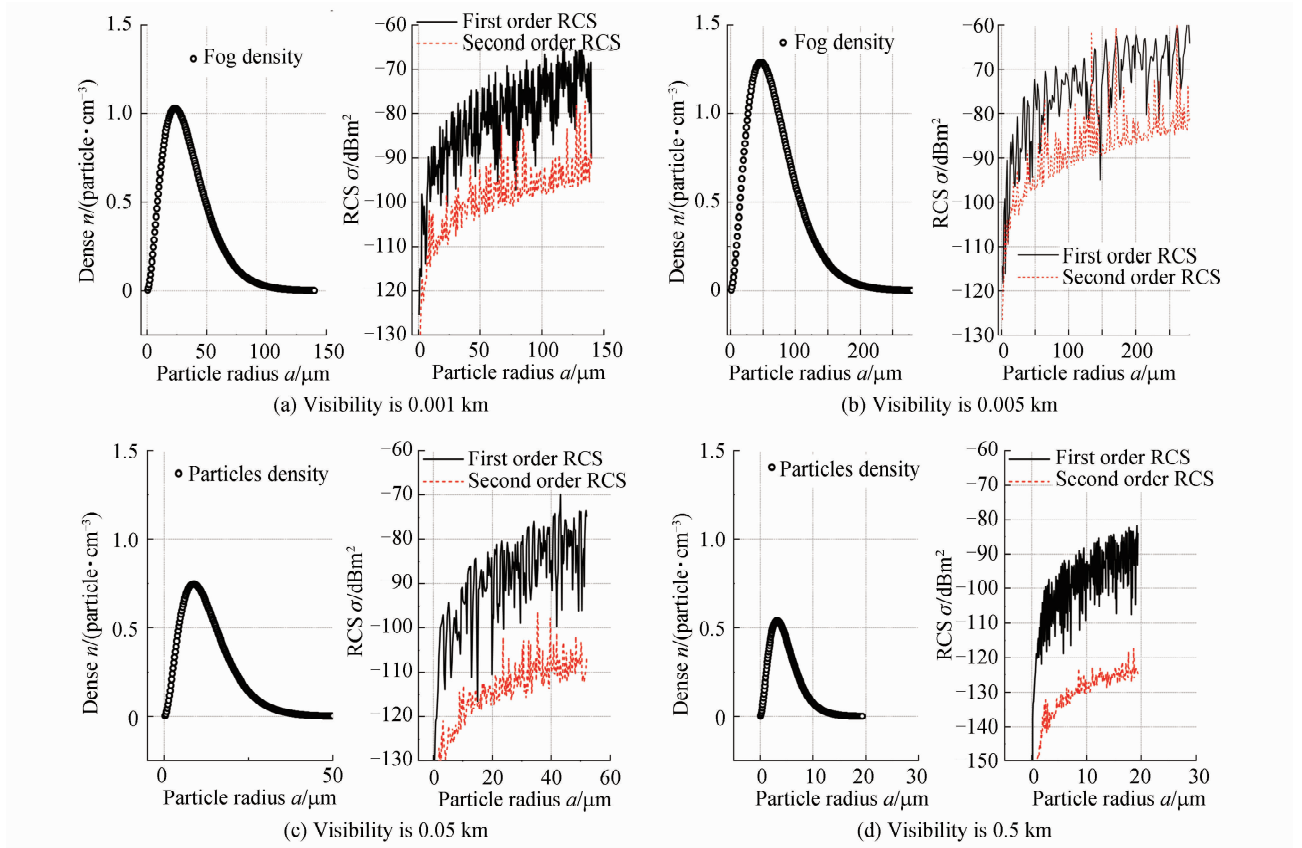 1.5
Fog density
1.0
0.5
0
Dense n/(particle·cm⁻³)
0 50 100 150
Particle radius a/μm
−60
First order RCS
Second order RCS
−70
−80
−90
−100
−110
120
−130
RCS σ/dBm²
0 50 100 150
Particle radius a/μm
(a) Visibility is 0.001 km
1.5
Fog density
1.0
0.5
0
Dense n/(particle·cm⁻³)
0 100 200
Particle radius a/μm
−60
−70
−80
−90
−100
−110
120
−130
RCS σ/dBm²
First order RCS
Second order RCS
0 100 200
Particle radius a/μm
(b) Visibility is 0.005 km
1.5
Particles density
1.0
0.5
0
Dense n/(particle·cm⁻³)
0 50
Particle radius a/μm
−60
First order RCS
Second order RCS
−70
−80
−90
−100
−110
−120
−130
RCS σ/dBm²
0 20 40 60
Particle radius a/μm
(c) Visibility is 0.05 km
1.5
Particles density
1.0
0.5
0
Dense n/(particle·cm⁻³)
0 10 20 30
Particle radius a/μm
−60
First order RCS
Second order RCS
−70
−80
−90
−100
−110
−120
−130
−140
150
RCS σ/dBm²
0 10 20 30
Particle radius a/μm
(d) Visibility is 0.5 km